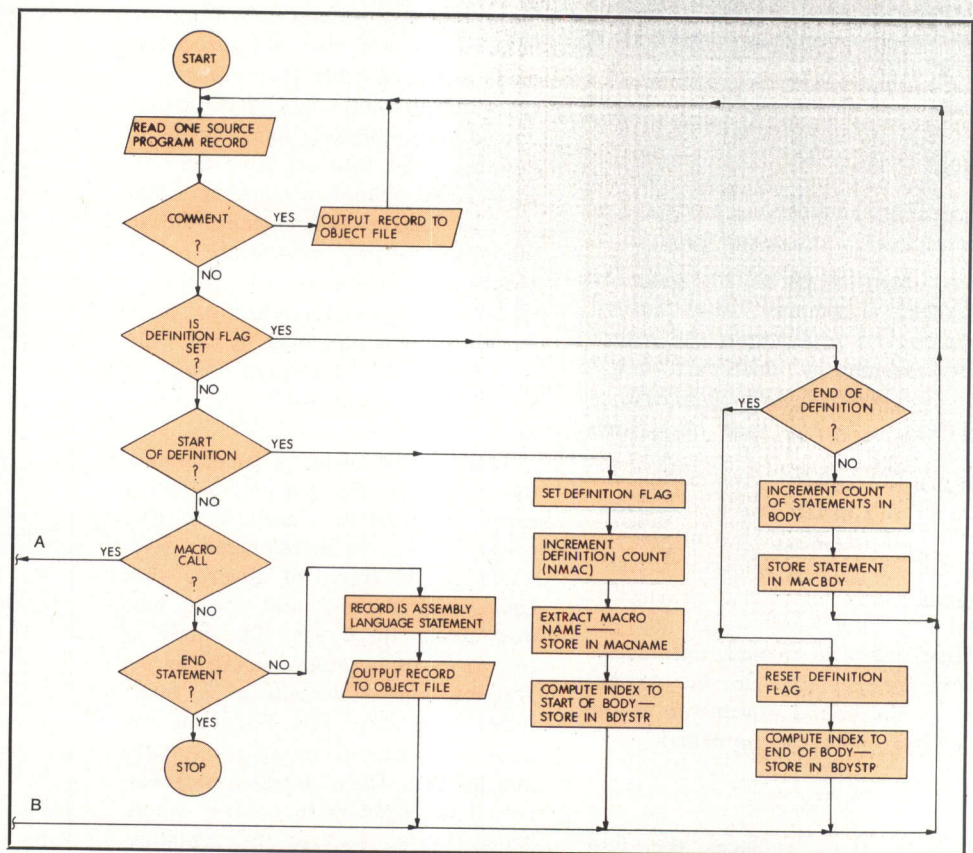 START
READ ONE SOURCE
PROGRAM RECORD
COMMENT
?
YES
OUTPUT RECORD TO
OBJECT FILE
NO
IS
DEFINITION FLAG
SET
?
YES
NO
END OF
DEFINITION
?
YES
NO
INCREMENT COUNT
OF STATEMENTS IN
BODY
STORE STATEMENT
IN MACBDY
RESET DEFINITION
FLAG
COMPUTE INDEX TO
END OF BODY—
STORE IN BDYSTP
START
OF DEFINITION
?
YES
NO
SET DEFINITION FLAG
INCREMENT
DEFINITION COUNT
(NMAC)
EXTRACT MACRO
NAME —
STORE IN MACNAME
COMPUTE INDEX TO
START OF BODY—
STORE IN BDYSTR
A
YES
MACRO
CALL
?
NO
END
STATEMENT
?
NO
RECORD IS ASSEMBLY
LANGUAGE STATEMENT
OUTPUT RECORD
TO OBJECT FILE
YES
STOP
B